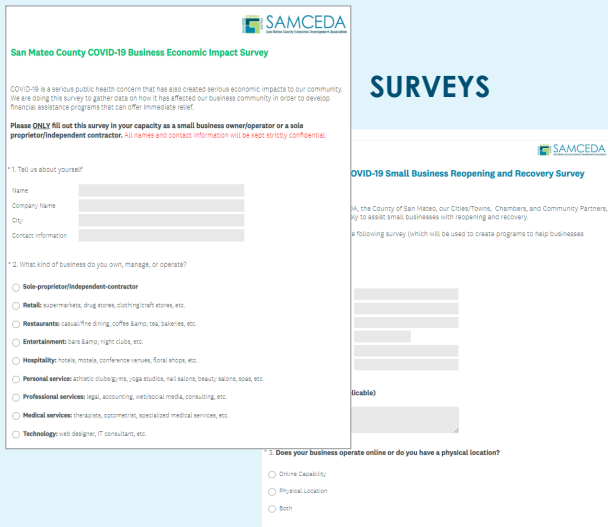 SAMCEDA
San Mateo County Economic Development Association
San Mateo County COVID-19 Business Economic Impact Survey
COVID-19 is a serious public health concern that has also created serious economic impacts to our community.
We are doing this survey to gather data on how it has affected our business community in order to develop
financial assistance programs that can offer immediate relief.
Please ONLY fill out this survey in your capacity as a small business owner/operator or a sole
proprietor/independent contractor. All names and contact information will be kept strictly confidential.
* 1. Tell us about yourself
Name
Company Name
City
Contact Information
* 2. What kind of business do you own, manage, or operate?
Sole-proprietor/independent-contractor
Retail: supermarkets, drug stores, clothing/craft stores, etc.
Restaurants: casual/fine dining, coffee &amp; tea, bakeries, etc.
Entertainment: bars &amp; night clubs, etc.
Hospitality: hotels, motels, conference venues, floral shops, etc.
Personal service: athletic clubs/gyms, yoga studios, nail salons, beauty salons, spas, etc.
Professional services: legal, accounting, web/social media, consulting, etc.
Medical services: therapists, optometrist, specialized medical services, etc.
Technology: web designer, IT consultant, etc.
SURVEYS
SAMCEDA
OVID-19 Small Business Reopening and Recovery Survey
DA, the County of San Mateo, our Cities/Towns, Chambers, and Community Partners,
ely to assist small businesses with reopening and recovery.
e following survey (which will be used to create programs to help businesses
licable)
* 3. Does your business operate online or do you have a physical location?
Online Capability
Physical Location
Both